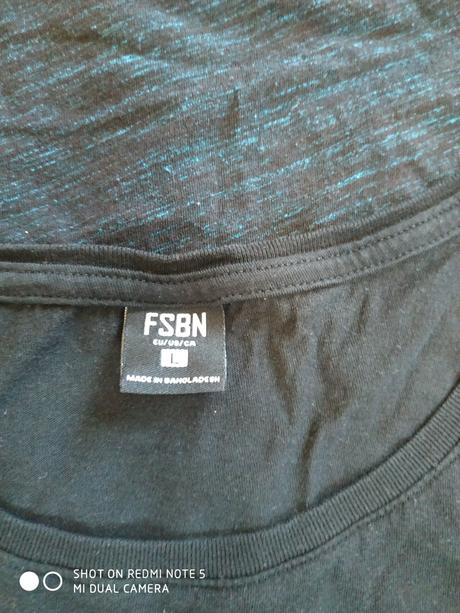 FSBN
EU/US/CA
L
MADE IN BANGLADESH
SHOT ON REDMI NOTE 5
MI DUAL CAMERA